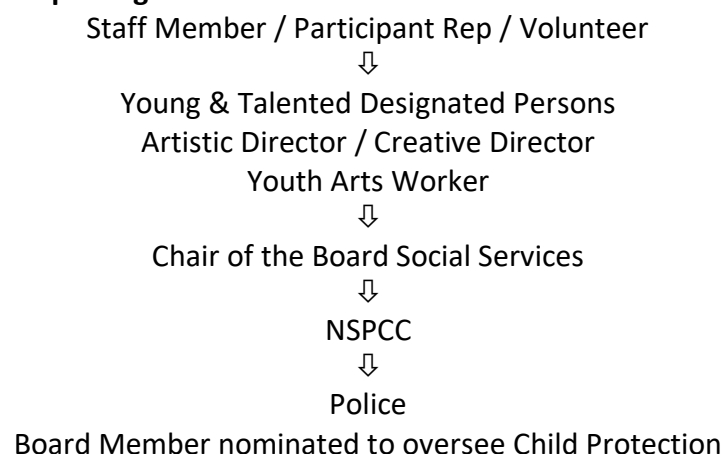 Staff Member / Participant Rep / Volunteer
⇩
Young & Talented Designated Persons
Artistic Director / Creative Director
Youth Arts Worker
⇩
Chair of the Board Social Services
⇩
NSPCC
⇩
Police
Board Member nominated to oversee Child Protection